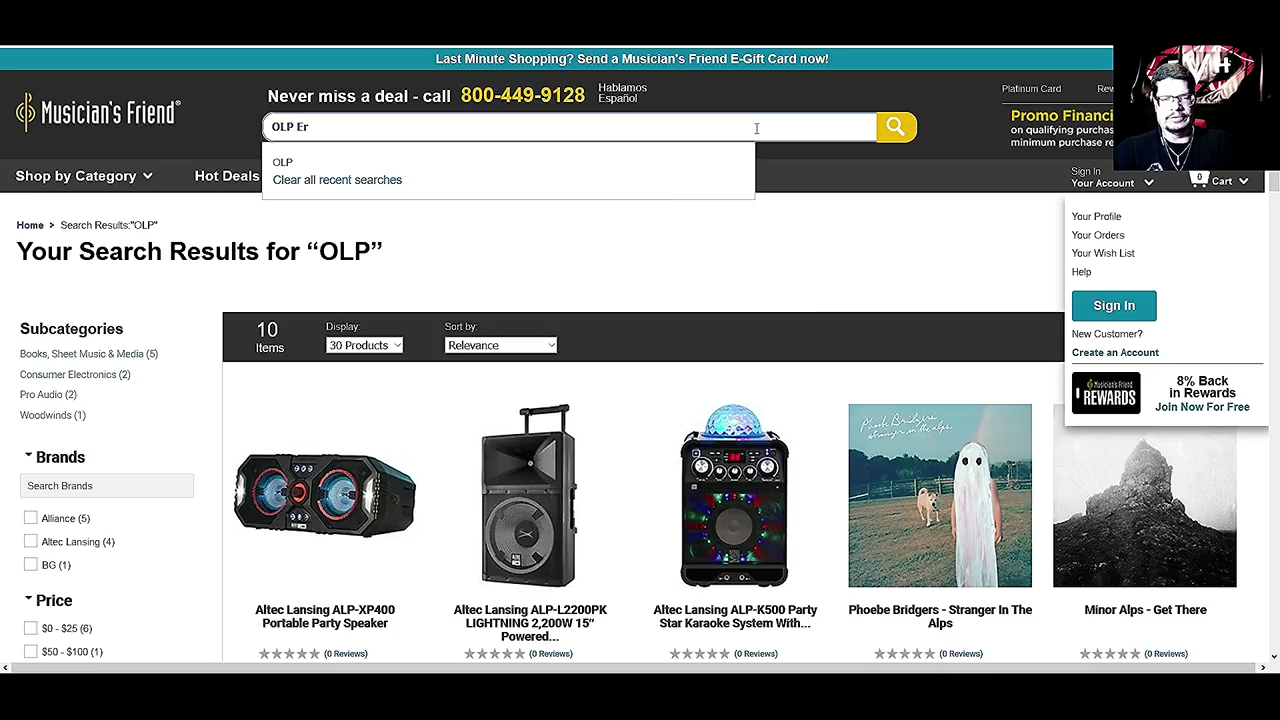 Last Minute Shopping? Send a Musician's Friend E-Gift Card now!
Never miss a deal - call 800-449-9128
Hablamos
Español
Platinum Card
Musician's Friend®
OLP Er
Promo Financi
on qualifying purcha
minimum purchase re
OLP
Clear all recent searches
Shop by Category
Hot Deals
Sign In
Your Account
0
Cart
Home > Search Results:"OLP"
Your Search Results for “OLP”
Your Profile
Your Orders
Your Wish List
Help
Sign In
New Customer?
Create an Account
Musician's Friend
REWARDS
8% Back
in Rewards
Join Now For Free
Subcategories
Books, Sheet Music & Media (5)
Consumer Electronics (2)
Pro Audio (2)
Woodwinds (1)
10
Items
Display:
30 Products
Sort by:
Relevance
Brands
Search Brands
Alliance (5)
Altec Lansing (4)
BG (1)
Price
$0 - $25 (6)
$50 - $100 (1)
Phoebe Bridgers
stranger in the alps
Altec Lansing ALP-XP400
Portable Party Speaker
(0 Reviews)
Altec Lansing ALP-L2200PK
LIGHTNING 2,200W 15″
Powered...
(0 Reviews)
Altec Lansing ALP-K500 Party
Star Karaoke System With...
(0 Reviews)
Phoebe Bridgers - Stranger In The
Alps
(0 Reviews)
Minor Alps - Get There
(0 Reviews)